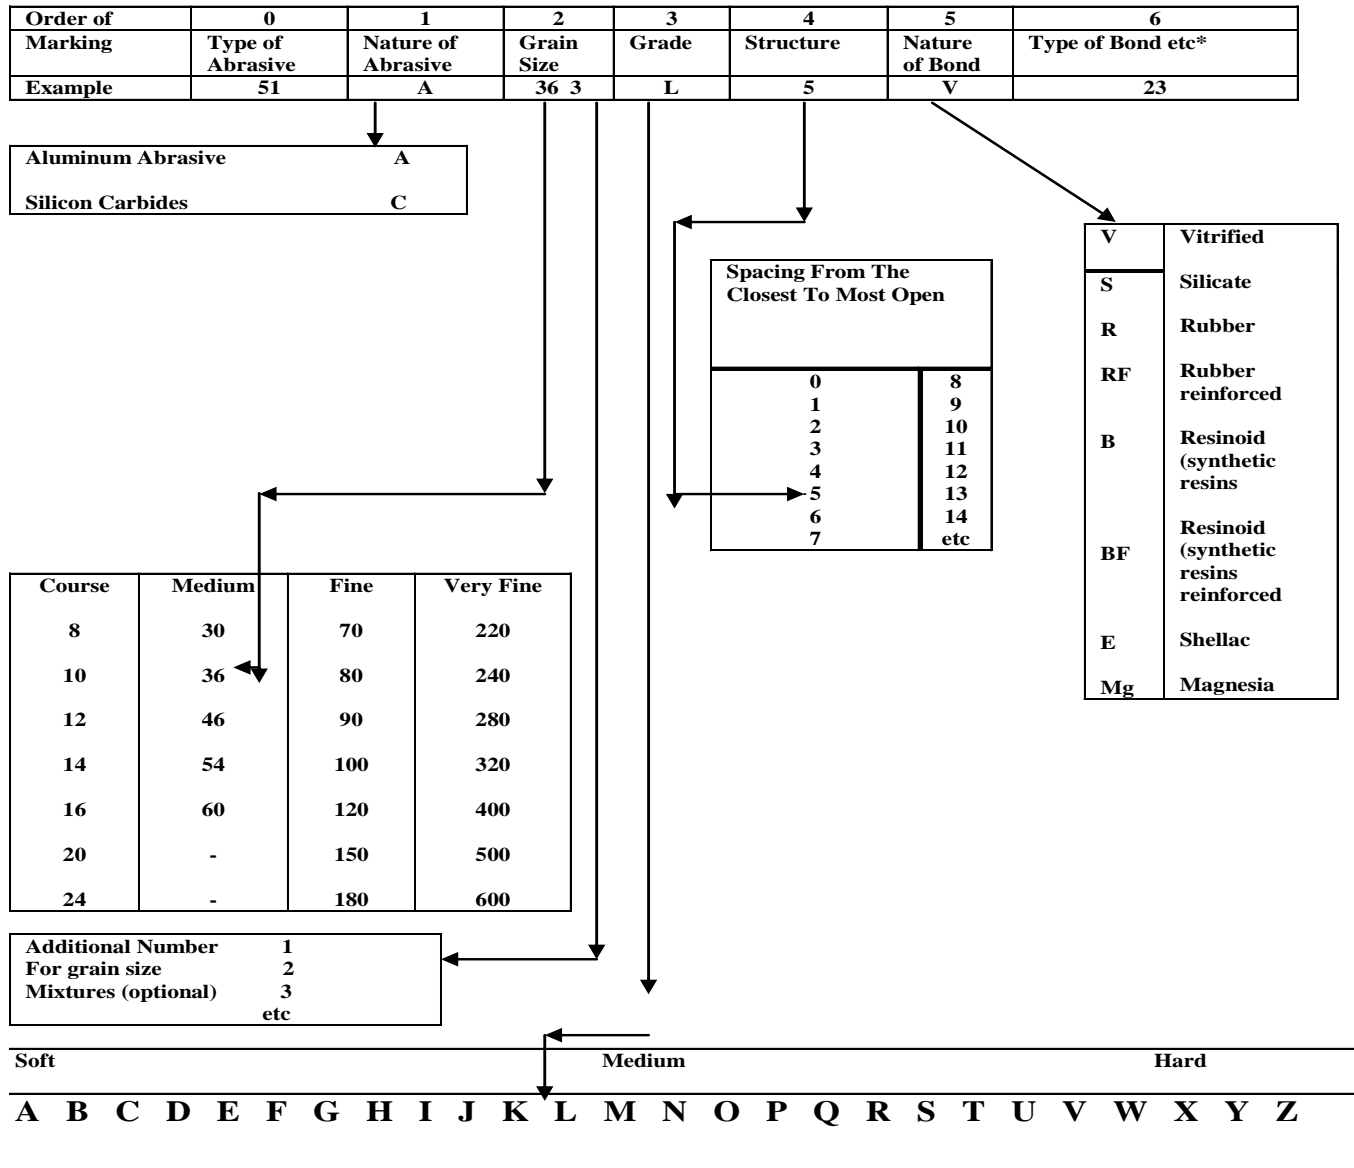 Order of 0 1 2 3 4 5 6
Marking Type of Nature of Grain Grade Structure Nature Type of Bond etc*
Abrasive Abrasive Size of Bond
Example 51 A 36 3 L 5 V 23
Aluminum Abrasive A
Silicon Carbides C
V Vitrified
S Silicate
R Rubber
RF Rubber
reinforced
B Resinoid
(synthetic
resins
BF Resinoid
(synthetic
resins
reinforced
E Shellac
Mg Magnesia
Spacing From The
Closest To Most Open
0 8
1 9
2 10
3 11
4 12
5 13
6 14
7 etc
Course Medium Fine Very Fine
8 30 70 220
10 36 80 240
12 46 90 280
14 54 100 320
16 60 120 400
20 - 150 500
24 - 180 600
Additional Number 1
For grain size 2
Mixtures (optional) 3
etc
Soft Medium Hard
A B C D E F G H I J K L M N O P Q R S T U V W X Y Z